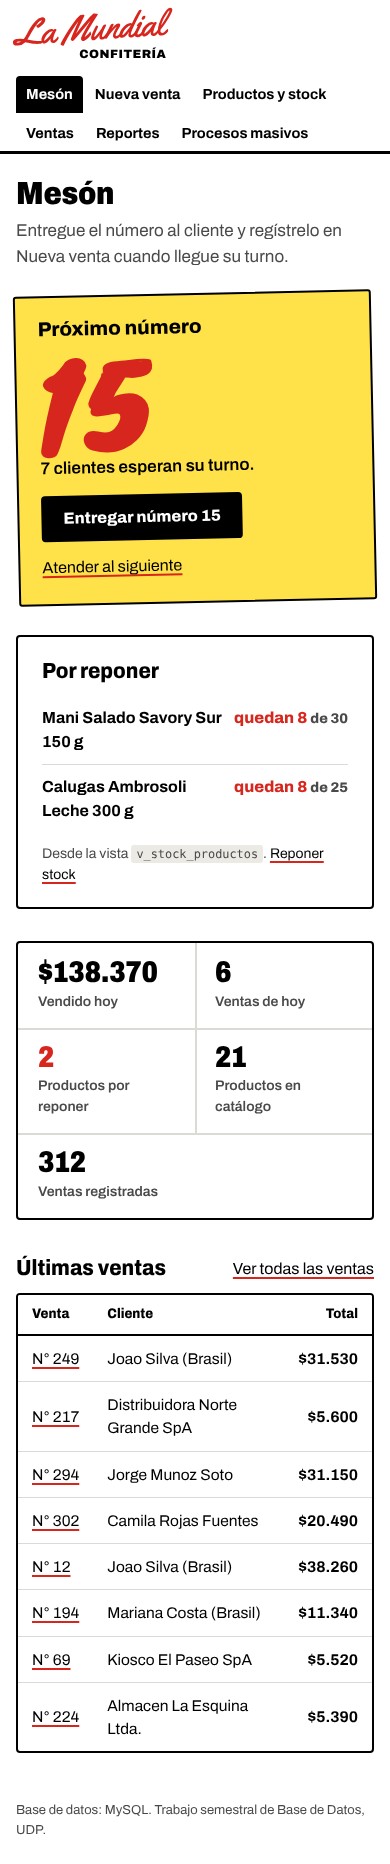 La Mundial
CONFITERÍA
Mesón
Nueva venta
Productos y stock
Ventas
Reportes
Procesos masivos
Mesón
Entregue el número al cliente y regístrelo en
Nueva venta cuando llegue su turno.
Próximo número
15
7 clientes esperan su turno.
Entregar número 15
Atender al siguiente
Por reponer
Mani Salado Savory Sur quedan 8 de 30
150 g
Calugas Ambrosoli quedan 8 de 25
Leche 300 g
Desde la vista v_stock_productos. Reponer
stock
$138.370
Vendido hoy
6
Ventas de hoy
2
Productos por
reponer
21
Productos en
catálogo
312
Ventas registradas
Últimas ventas Ver todas las ventas
Venta Cliente Total
N° 249 Joao Silva (Brasil) $31.530
Distribuidora Norte
N° 217 Grande SpA $5.600
N° 294 Jorge Munoz Soto $31.150
N° 302 Camila Rojas Fuentes $20.490
N° 12 Joao Silva (Brasil) $38.260
N° 194 Mariana Costa (Brasil) $11.340
N° 69 Kiosco El Paseo SpA $5.520
Almacen La Esquina
N° 224 Ltda. $5.390
Base de datos: MySQL. Trabajo semestral de Base de Datos,
UDP.